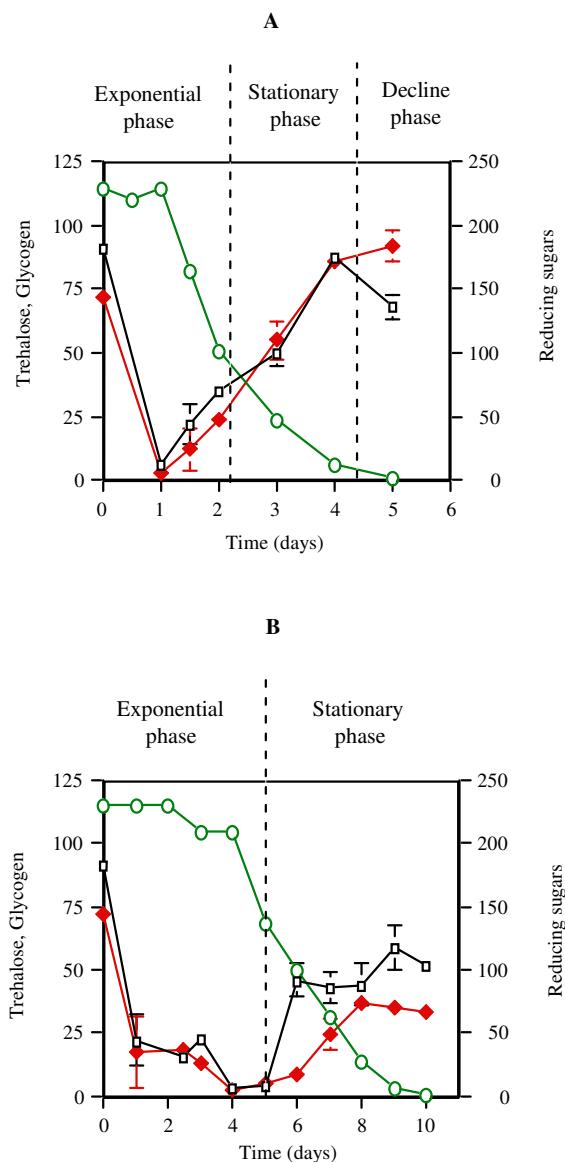 A
Exponential
phase
Stationary
phase
Decline
phase
125
100
75
50
25
0
250
200
150
100
50
0
Trehalose, Glycogen
Reducing sugars
0 1 2 3 4 5 6
Time (days)
B
Exponential
phase
Stationary
phase
125
100
75
50
25
0
250
200
150
100
50
0
Trehalose, Glycogen
Reducing sugars
0 2 4 6 8 10
Time (days)